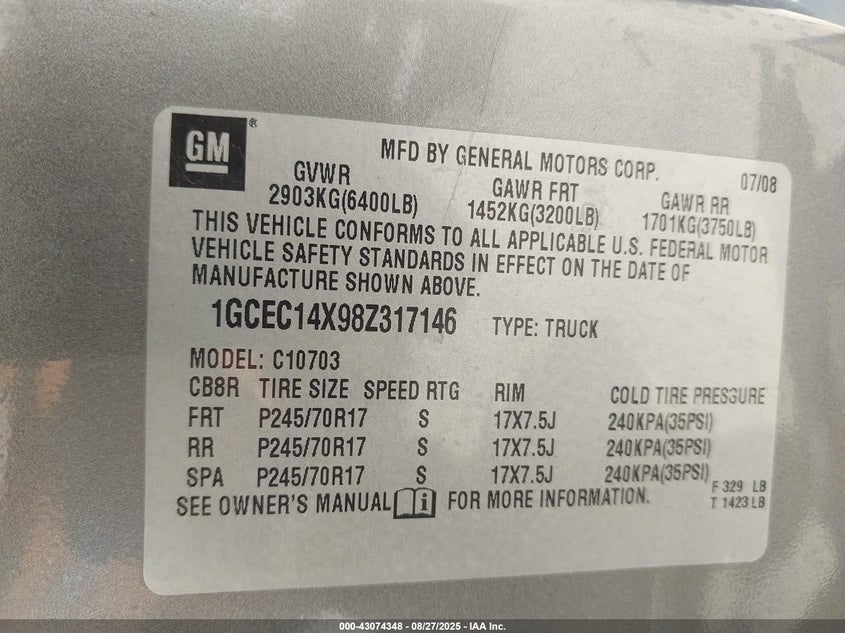 GM ®
MFD BY GENERAL MOTORS CORP. 07/08
GVWR GAWR FRT GAWR RR
2903KG(6400LB) 1452KG(3200LB) 1701KG(3750LB)
THIS VEHICLE CONFORMS TO ALL APPLICABLE U.S. FEDERAL MOTOR
VEHICLE SAFETY STANDARDS IN EFFECT ON THE DATE OF
MANUFACTURE SHOWN ABOVE.
1GCEC14X98Z317146 TYPE: TRUCK
MODEL: C10703
CB8R TIRE SIZE SPEED RTG RIM COLD TIRE PRESSURE
FRT P245/70R17 S 17X7.5J 240KPA(35PSI)
RR P245/70R17 S 17X7.5J 240KPA(35PSI)
SPA P245/70R17 S 17X7.5J 240KPA(35PSI)
F 329 LB
SEE OWNER'S MANUAL i FOR MORE INFORMATION. T 1423 LB
000-43074348 - 08/27/2025 - IAA Inc.